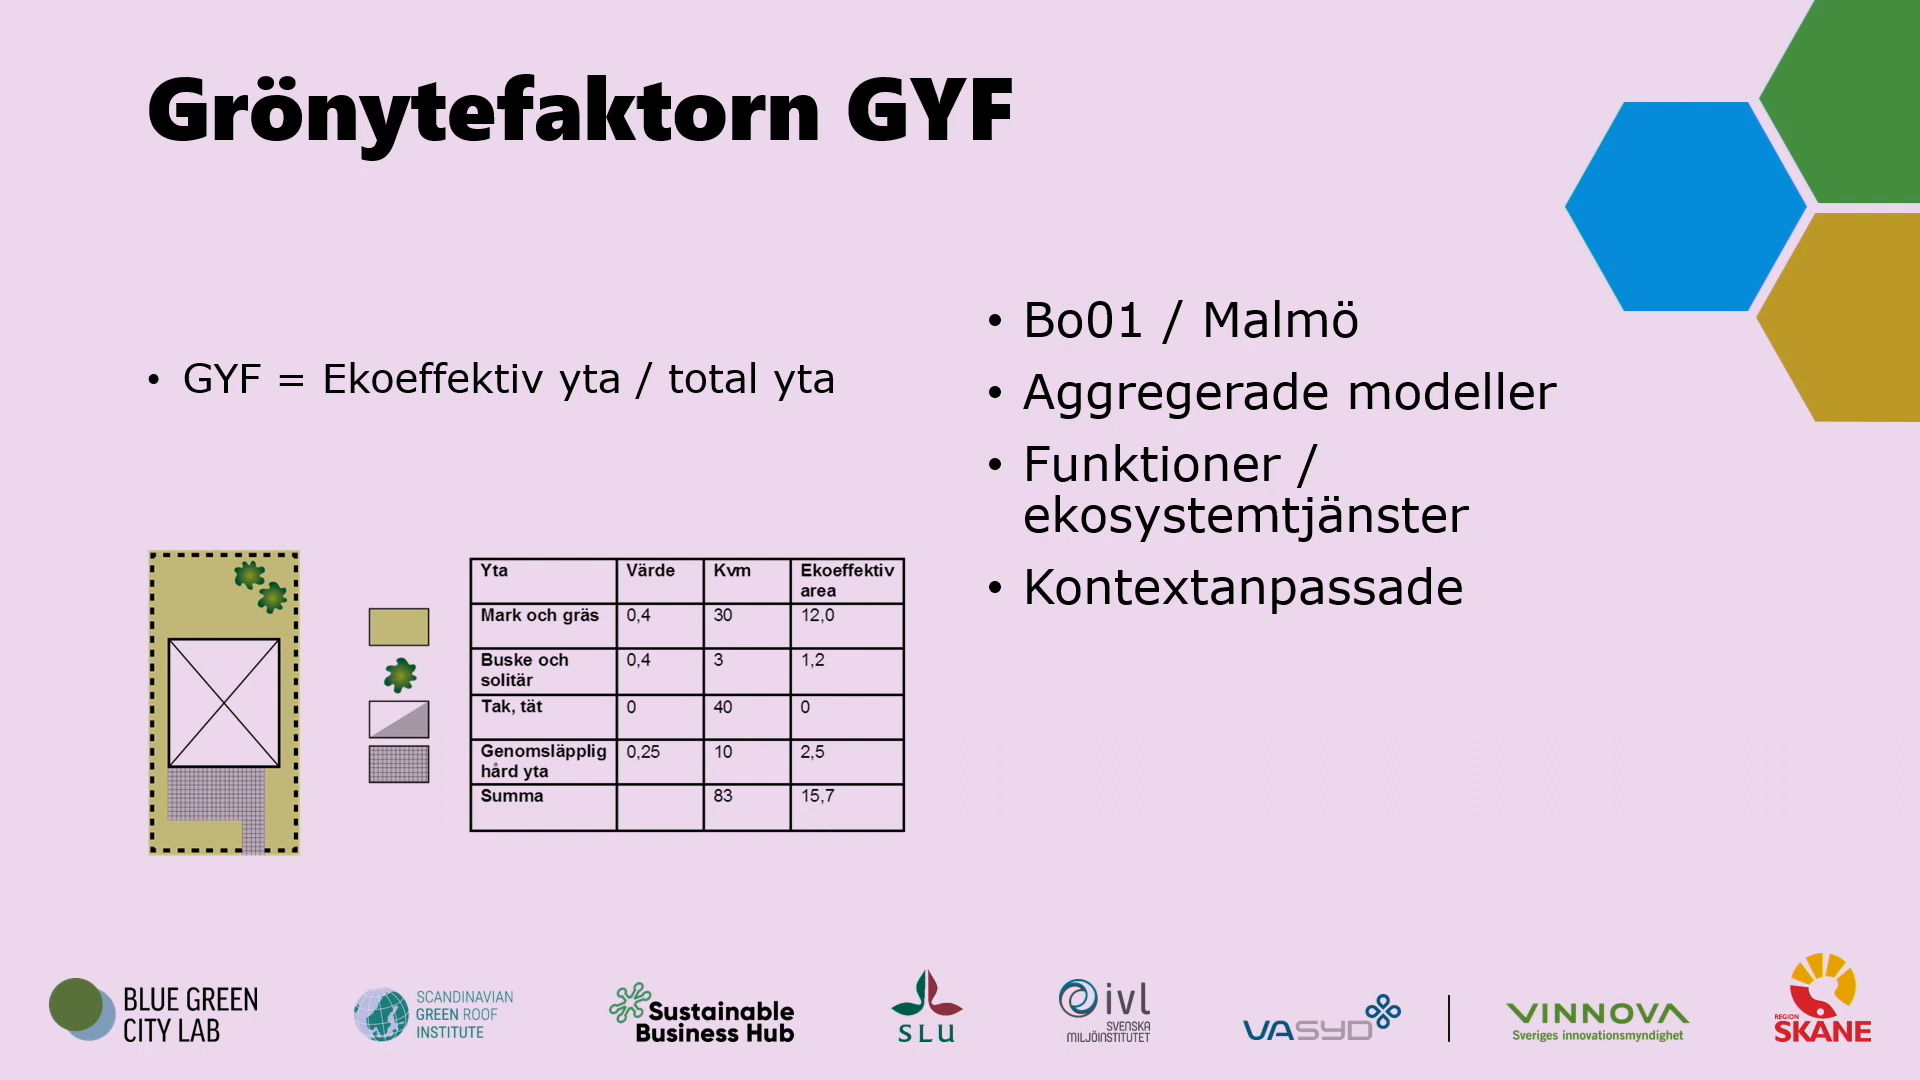 Grönytefaktorn GYF
• GYF = Ekoeffektiv yta / total yta
• Bo01 / Malmö
• Aggregerade modeller
• Funktioner /
ekosystemtjänster
• Kontextanpassade
Yta Värde Kvm Ekoeffektiv area
Mark och gräs 0,4 30 12,0
Buske och solitär 0,4 3 1,2
Tak, tät 0 40 0
Genomsläpplig hård yta 0,25 10 2,5
Summa 83 15,7
BLUE GREEN
CITY LAB
SCANDINAVIAN
GREEN ROOF
INSTITUTE
Sustainable
Business Hub
SLU
ivl
SVENSKA
MILJÖINSTITUTET
VA SYD
VINNOVA
Sveriges innovationsmyndighet
REGION
SKÅNE